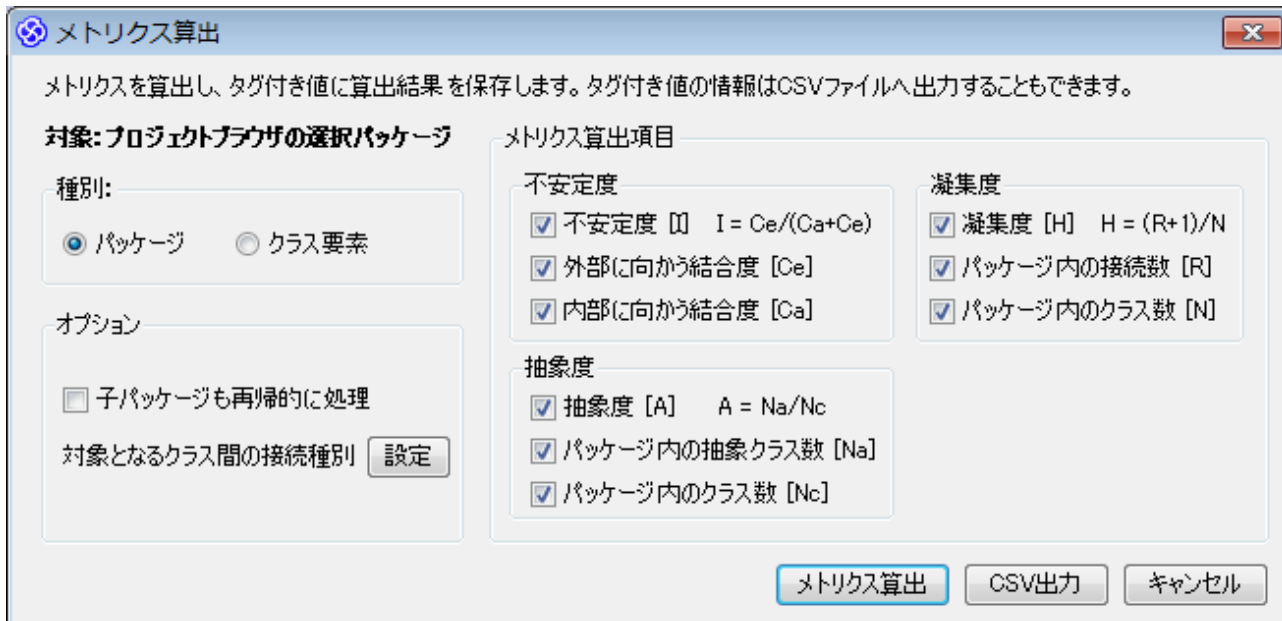 メトリクス算出
メトリクスを算出し、タグ付き値に算出結果を保存します。タグ付き値の情報はCSVファイルへ出力することもできます。
対象: プロジェクトブラウザの選択パッケージ
種別:
パッケージ
クラス要素
オプション
子パッケージも再帰的に処理
対象となるクラス間の接続種別
設定
メトリクス算出項目
不安定度
不安定度 [I] I = Ce/(Ca+Ce)
外部に向かう結合度 [Ce]
内部に向かう結合度 [Ca]
凝集度
凝集度 [H] H = (R+1)/N
パッケージ内の接続数 [R]
パッケージ内のクラス数 [N]
抽象度
抽象度 [A] A = Na/Nc
パッケージ内の抽象クラス数 [Na]
パッケージ内のクラス数 [Nc]
メトリクス算出
CSV出力
キャンセル